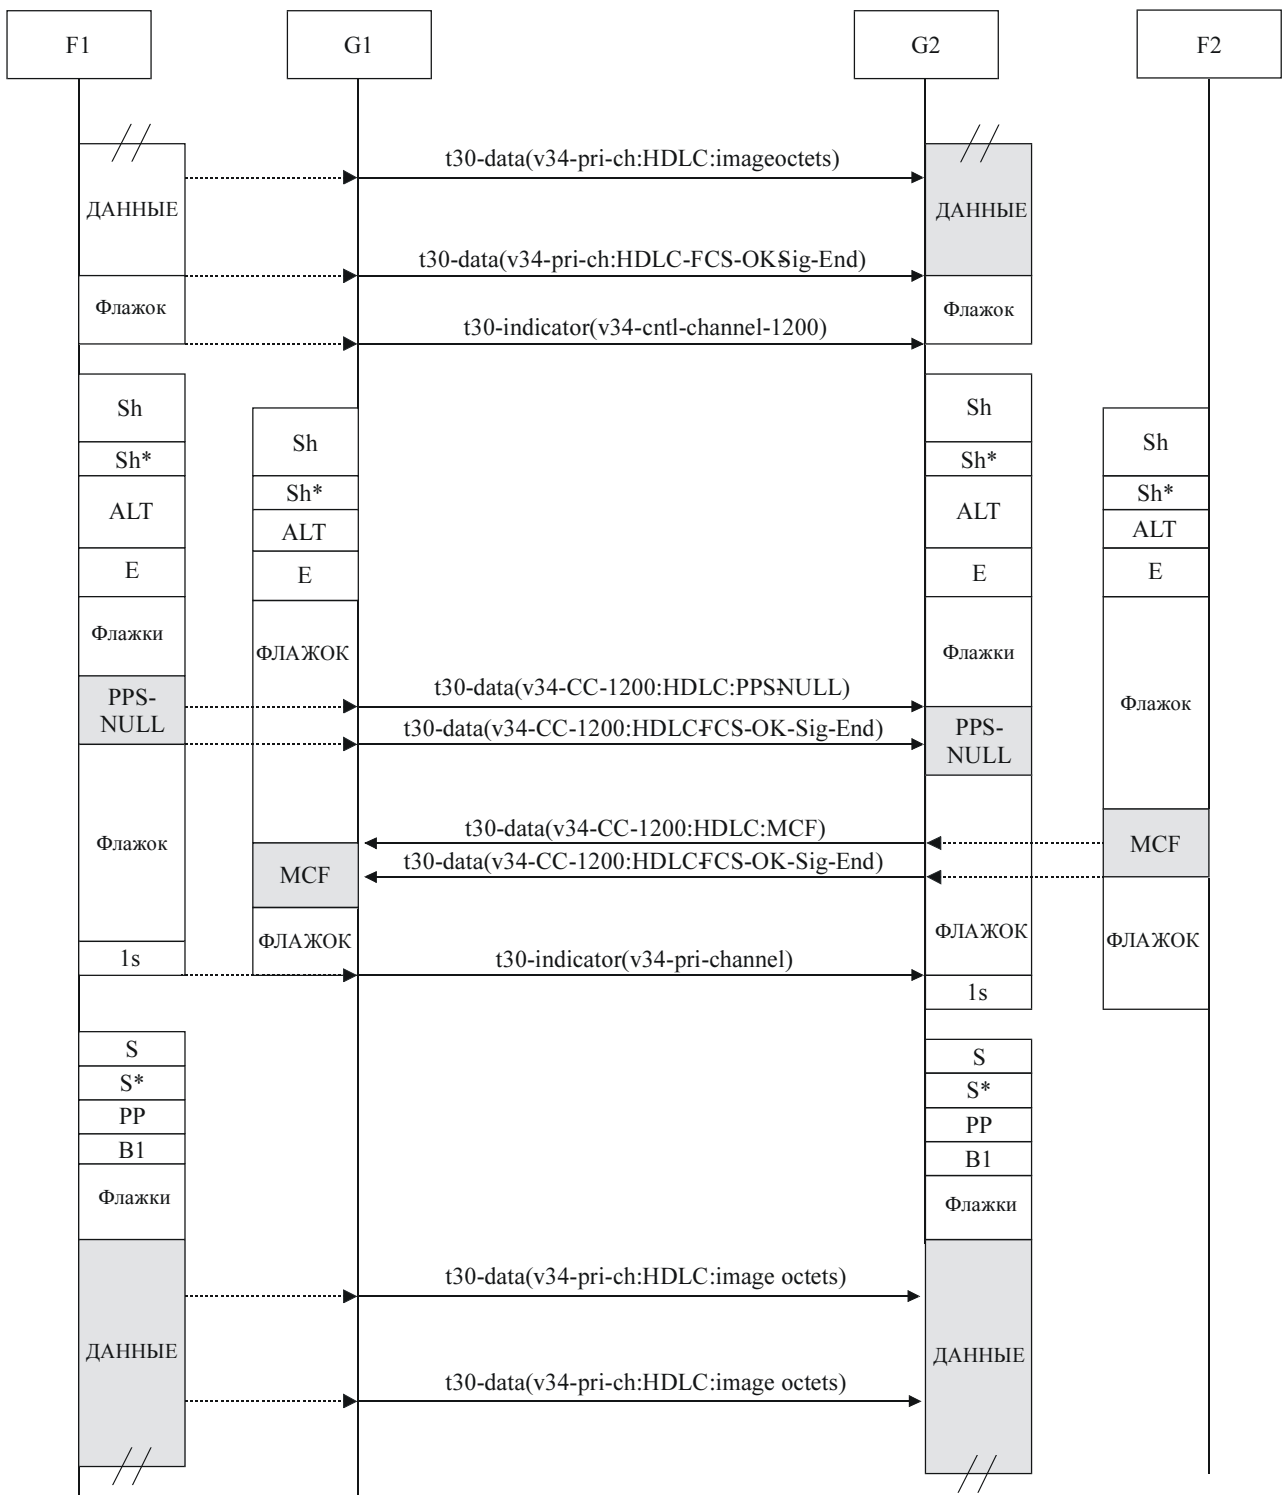 F1
G1
G2
F2
t30-data(v34-pri-ch:HDLC:imageoctets)
ДАННЫЕ
ДАННЫЕ
t30-data(v34-pri-ch:HDLC-FCS-OK-Sig-End)
Флажок
Флажок
t30-indicator(v34-cntl-channel-1200)
Sh
Sh
Sh
Sh
Sh*
Sh*
Sh*
Sh*
ALT
ALT
ALT
ALT
E
E
E
E
Флажки
ФЛАЖОК
Флажки
Флажок
PPS-
NULL
t30-data(v34-CC-1200:HDLC:PPS-NULL)
t30-data(v34-CC-1200:HDLC-FCS-OK-Sig-End)
PPS-
NULL
t30-data(v34-CC-1200:HDLC:MCF)
Флажок
MCF
t30-data(v34-CC-1200:HDLC-FCS-OK-Sig-End)
MCF
ФЛАЖОК
ФЛАЖОК
ФЛАЖОК
1s
t30-indicator(v34-pri-channel)
1s
S
S
S*
S*
PP
PP
B1
B1
Флажки
Флажки
t30-data(v34-pri-ch:HDLC:image octets)
ДАННЫЕ
ДАННЫЕ
t30-data(v34-pri-ch:HDLC:image octets)